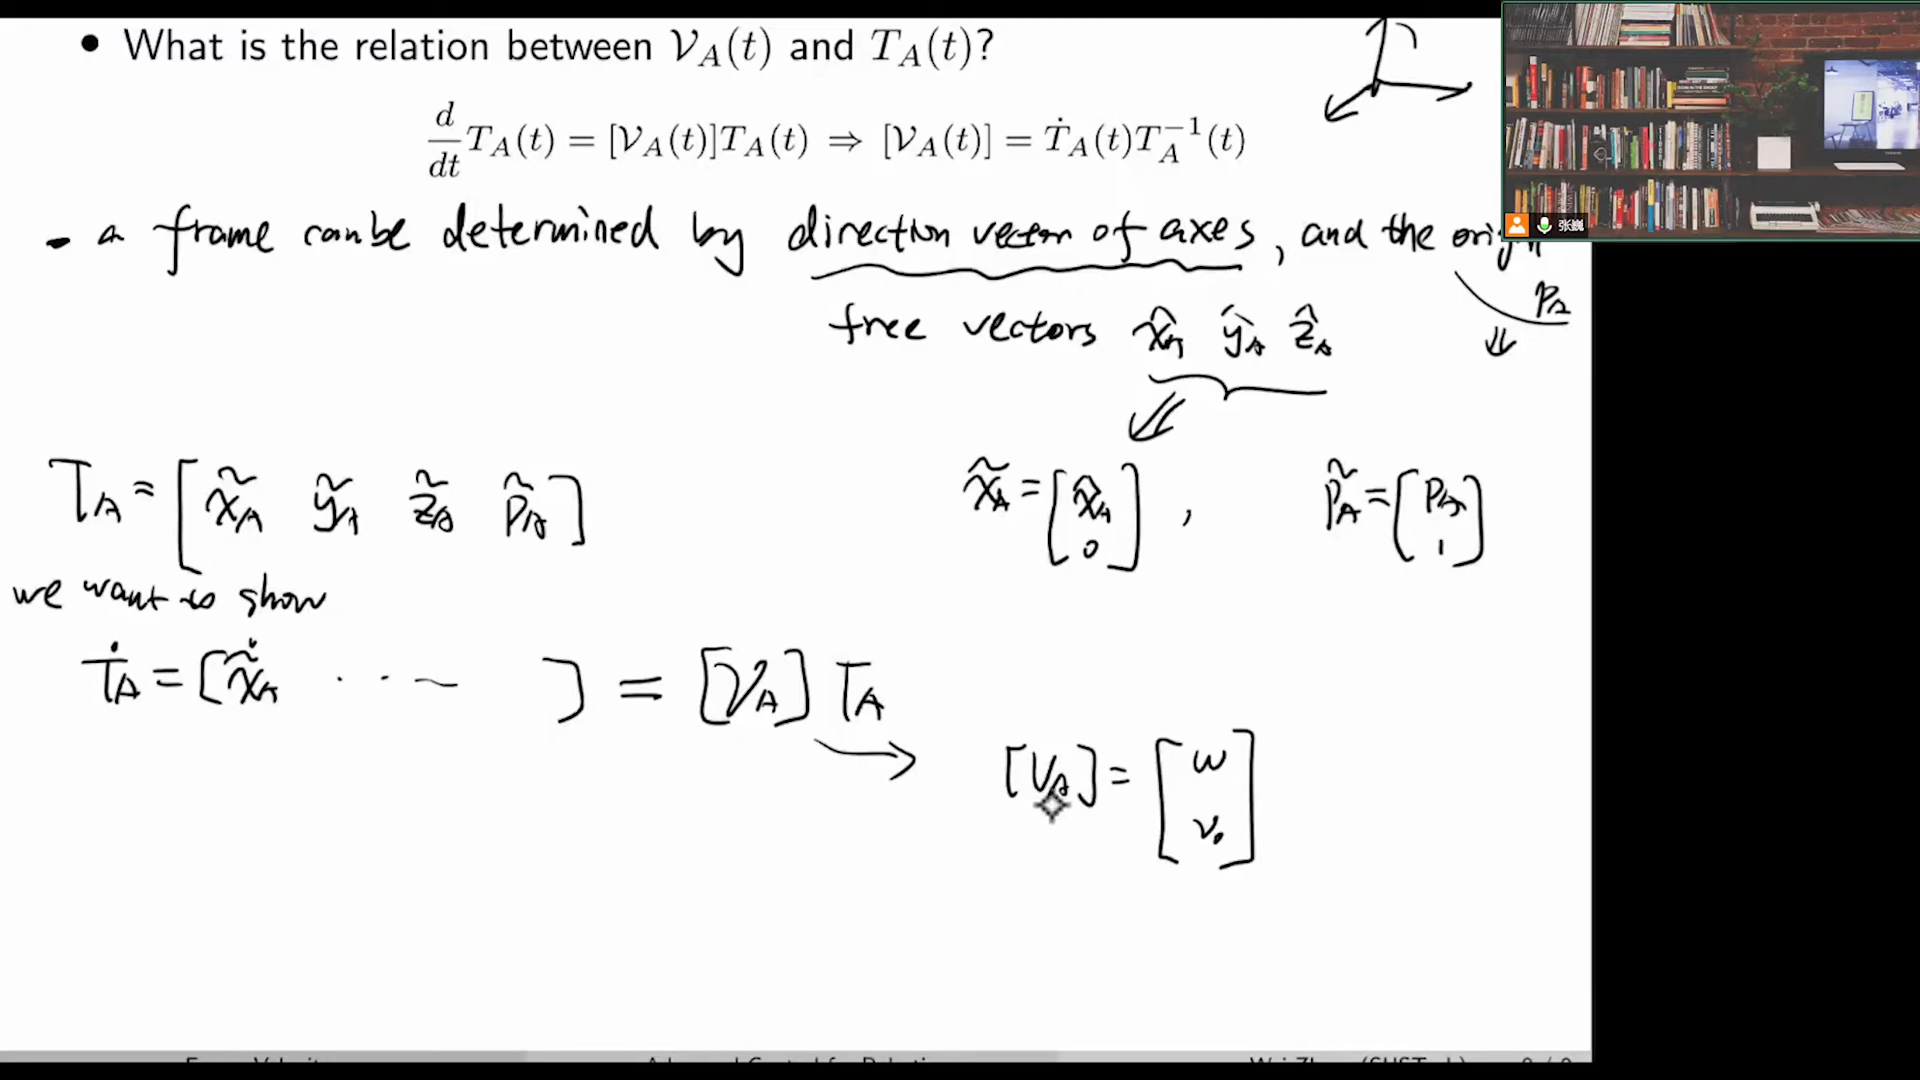 • What is the relation between 𝒱_A(t) and T_A(t)?
d/dt T_A(t) = [𝒱_A(t)]T_A(t) ⇒ [𝒱_A(t)] = Ṫ_A(t)T_A^{-1}(t)
- a frame can be determined by direction vector of axes, and the origin
free vectors x̂_A ŷ_A ẑ_A
p_A
T_A = [x̃_A ỹ_A z̃_A p̃_A]
x̃_A = [x̂_A 0], p̃_A = [p_A 1]
we want to show
Ṫ_A = [x̃̇_A ...] = [𝒱_A] T_A
[V_A] = [ω v_o]
张巍